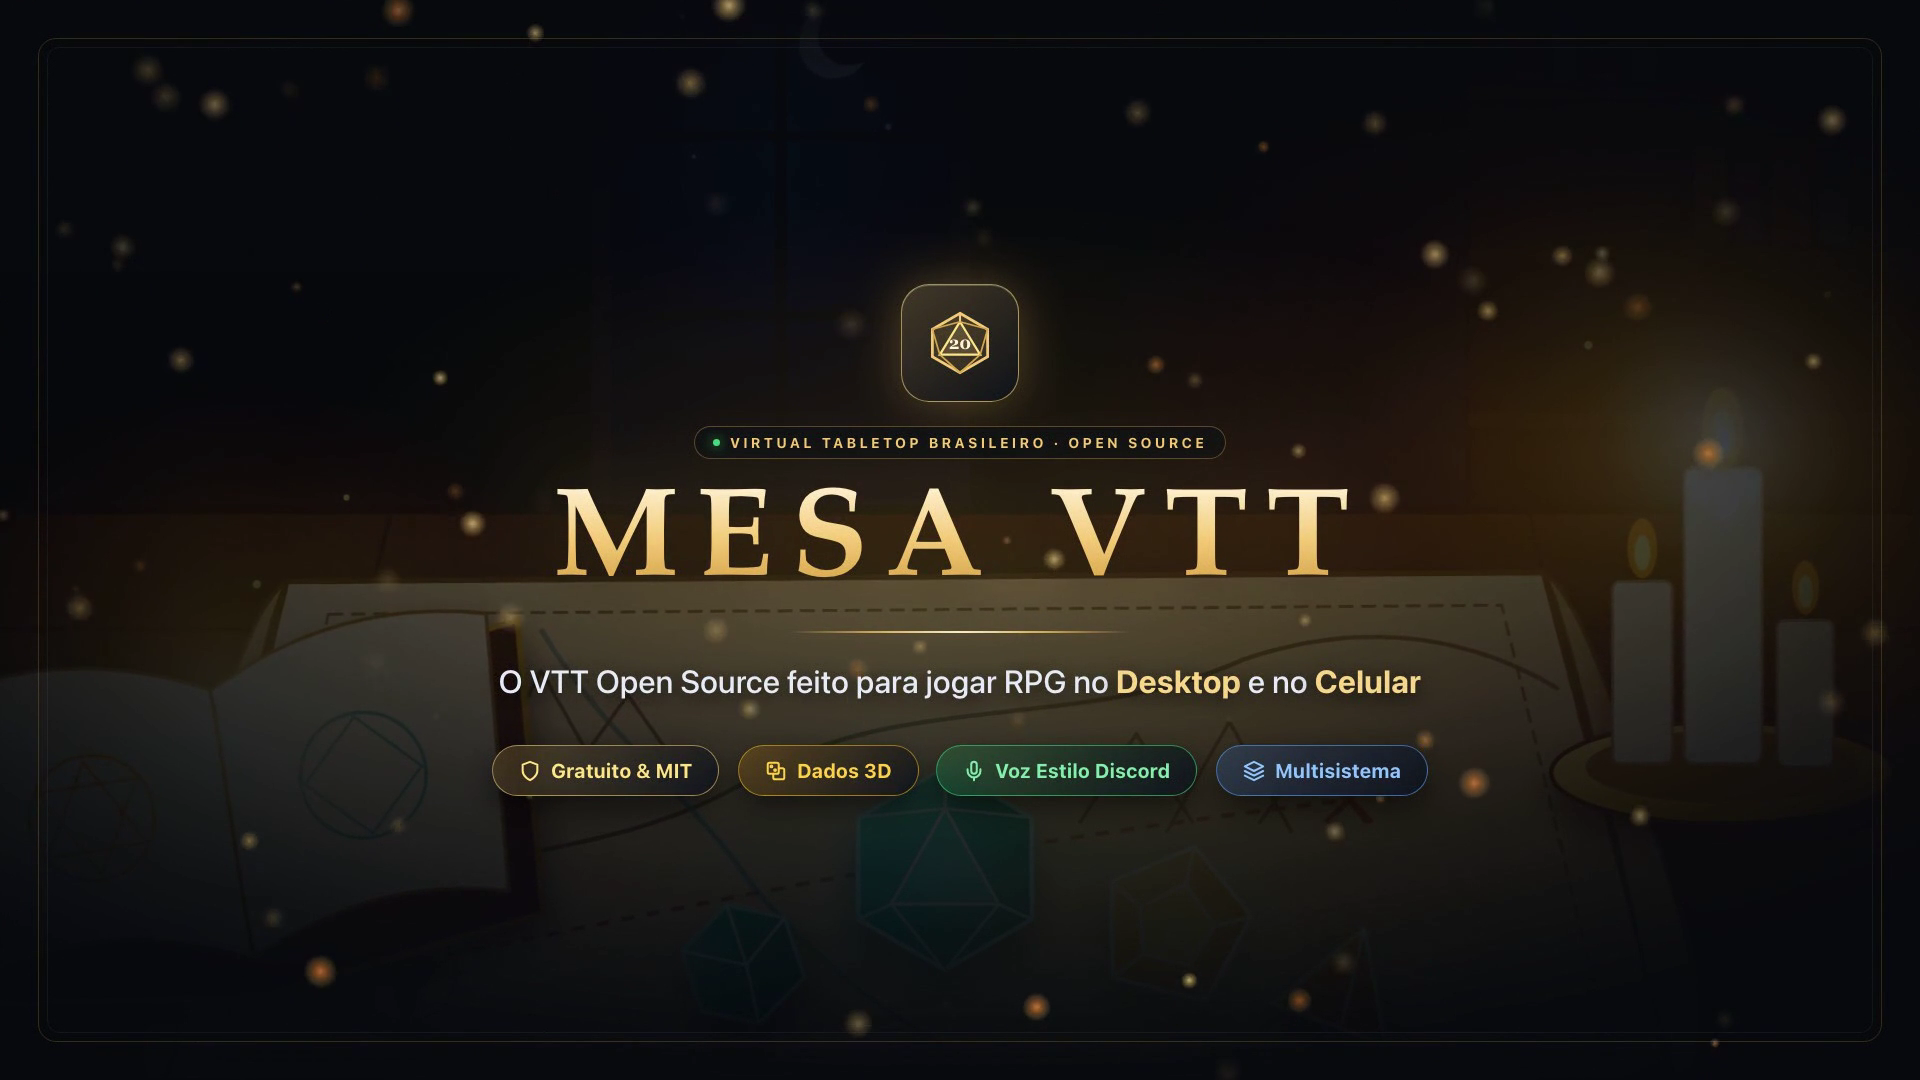 20
VIRTUAL TABLETOP BRASILEIRO · OPEN SOURCE
MESA VTT
O VTT Open Source feito para jogar RPG no Desktop e no Celular
Gratuito & MIT
Dados 3D
Voz Estilo Discord
Multisistema